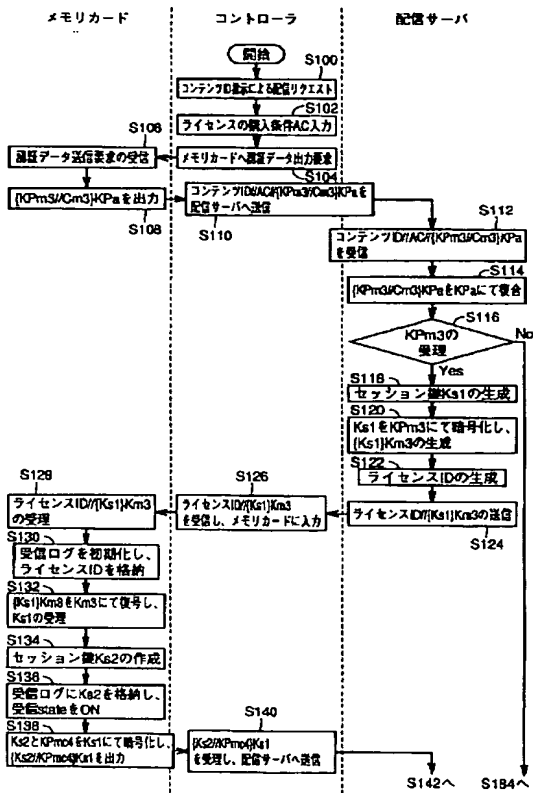 メモリカード
コントローラ
配信サーバ
開始
S100
コンテンツID指示による配信リクエスト
S102
ライセンスの購入条件AC入力
S106
認証データ送信要求の受信
メモリカードへ認証データ出力要求
S104
{KPm3//Cm3}KPaを出力
S108
コンテンツID//AC//{KPm3//Cm3}KPaを
配信サーバへ送信
S110
S112
コンテンツID//AC//{KPm3//Cm3}KPa
を受信
S114
{KPm3//Cm3}KPaをKPaにて復号
S116
KPm3の
受理
No
Yes
S118
セッション鍵Ks1の生成
S120
Ks1をKPm3にて暗号化し、
{Ks1}Km3の生成
S122
ライセンスIDの生成
ライセンスID//{Ks1}Km3の送信
S124
S126
ライセンスID//{Ks1}Km3
を受信し、メモリカードに入力
S128
ライセンスID//{Ks1}Km3
の受理
S130
受信ログを初期化し、
ライセンスIDを格納
S132
{Ks1}Km3をKm3にて復号し、
Ks1の受理
S134
セッション鍵Ks2の作成
S136
受信ログにKs2を格納し、
受信stateをON
S138
Ks2とKPmc4をKs1にて暗号化し、
{Ks2//KPmc4}Ks1を出力
S140
{Ks2//KPmc4}Ks1
を受理し、配信サーバへ送信
S142へ
S184へ